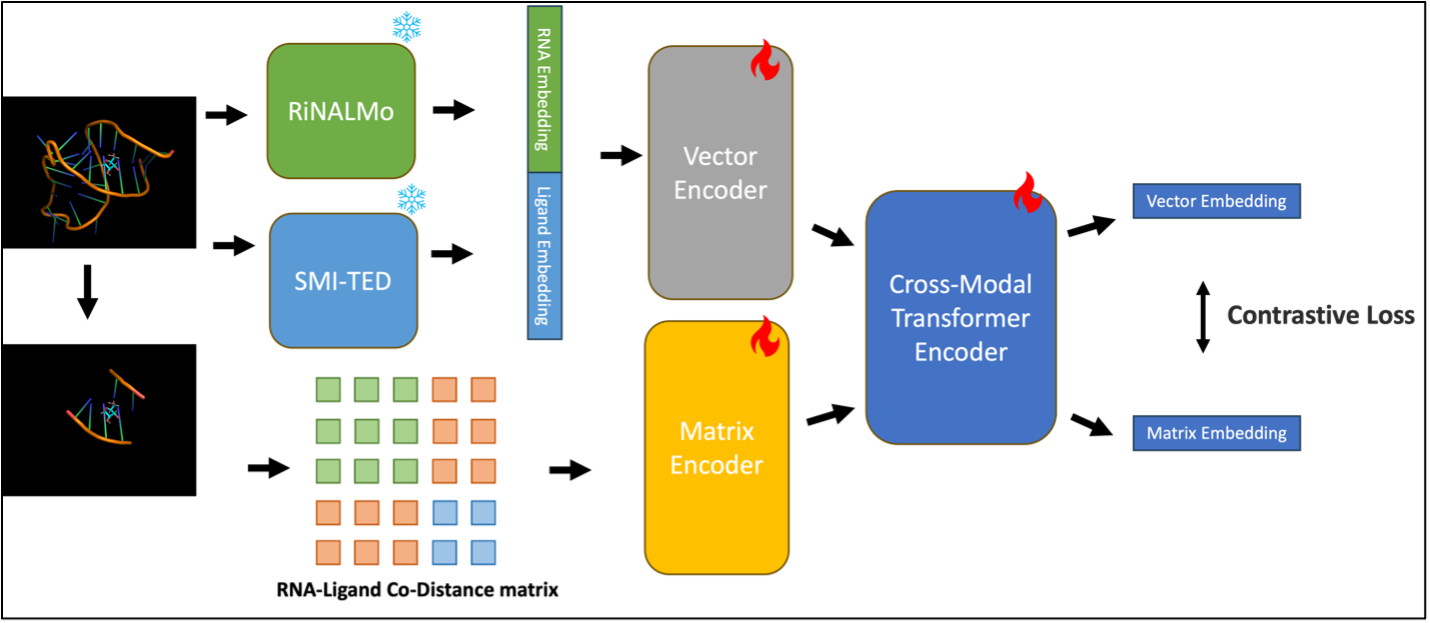 RiNALMo
SMI-TED
RNA Embedding
Ligand Embedding
Vector
Encoder
Matrix
Encoder
Cross-Modal
Transformer
Encoder
Vector Embedding
Contrastive Loss
Matrix Embedding
RNA-Ligand Co-Distance matrix